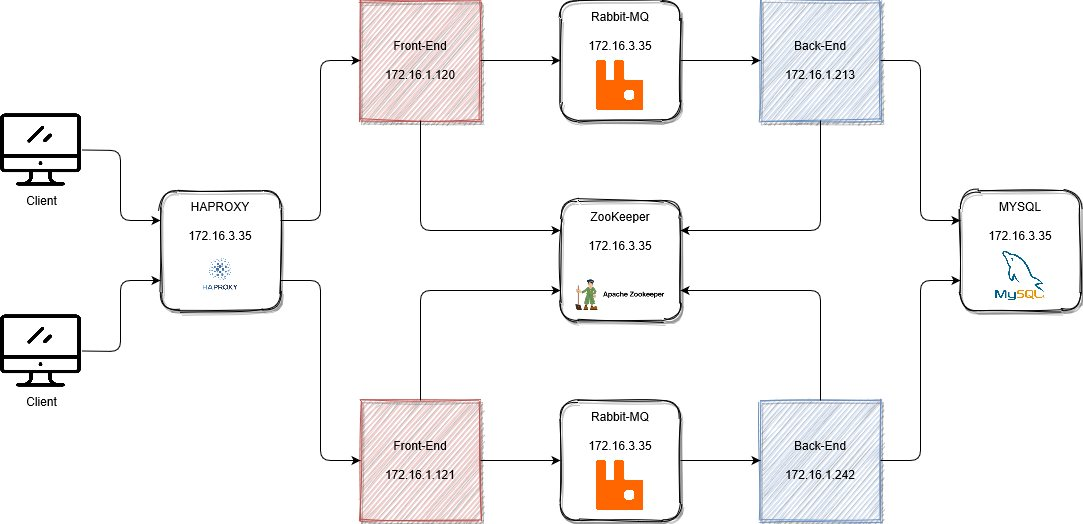 Front-End
172.16.1.120
Rabbit-MQ
172.16.3.35
Back-End
172.16.1.213
Client
HAPROXY
172.16.3.35
HAPROXY
ZooKeeper
172.16.3.35
Apache Zookeeper
MYSQL
172.16.3.35
MySQL
Client
Front-End
172.16.1.121
Rabbit-MQ
172.16.3.35
Back-End
172.16.1.242